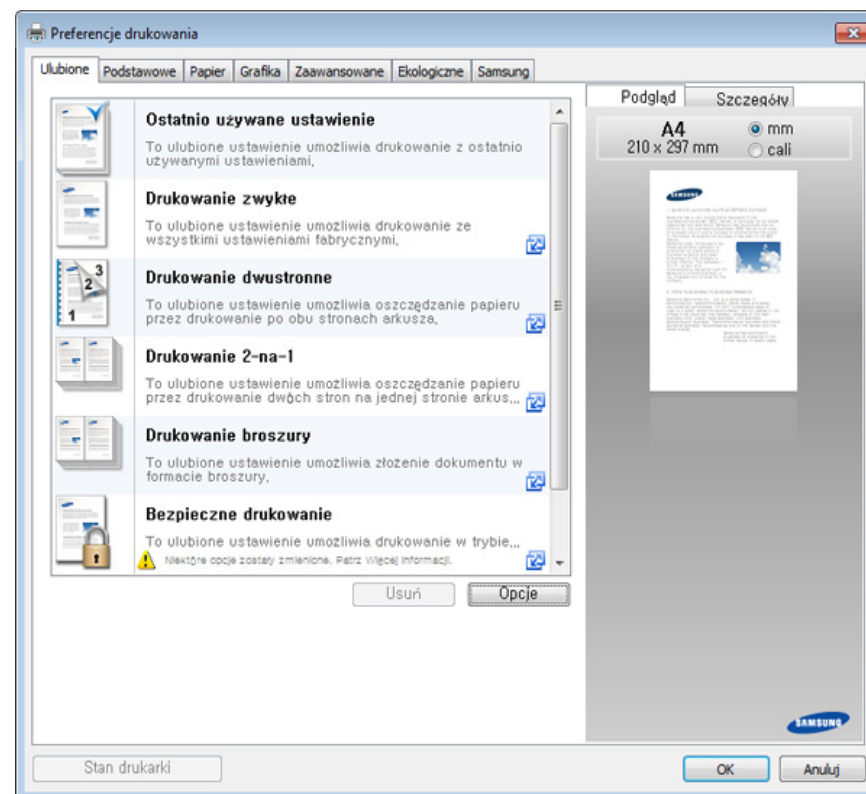 Preferencje drukowania
Ulubione Podstawowe Papier Grafika Zaawansowane Ekologiczne Samsung
Ostatnio używane ustawienie
To ulubione ustawienie umożliwia drukowanie z ostatnio
używanymi ustawieniami,
Drukowanie zwykłe
To ulubione ustawienie umożliwia drukowanie ze
wszystkimi ustawieniami fabrycznymi,
Drukowanie dwustronne
To ulubione ustawienie umożliwia oszczędzanie papieru
przez drukowanie po obu stronach arkusza,
Drukowanie 2-na-1
To ulubione ustawienie umożliwia oszczędzanie papieru
przez drukowanie dwóch stron na jednej stronie arkus...
Drukowanie broszury
To ulubione ustawienie umożliwia złożenie dokumentu w
formacie broszury,
Bezpieczne drukowanie
To ulubione ustawienie umożliwia drukowanie w trybie...
Niektóre opcje zostały zmienione. Patrz Więcej informacji.
1 2 3
Usuń Opcje
Podgląd Szczegóły
A4
210 x 297 mm
mm
cali
SAMSUNG
SAMSUNG
Stan drukarki OK Anuluj